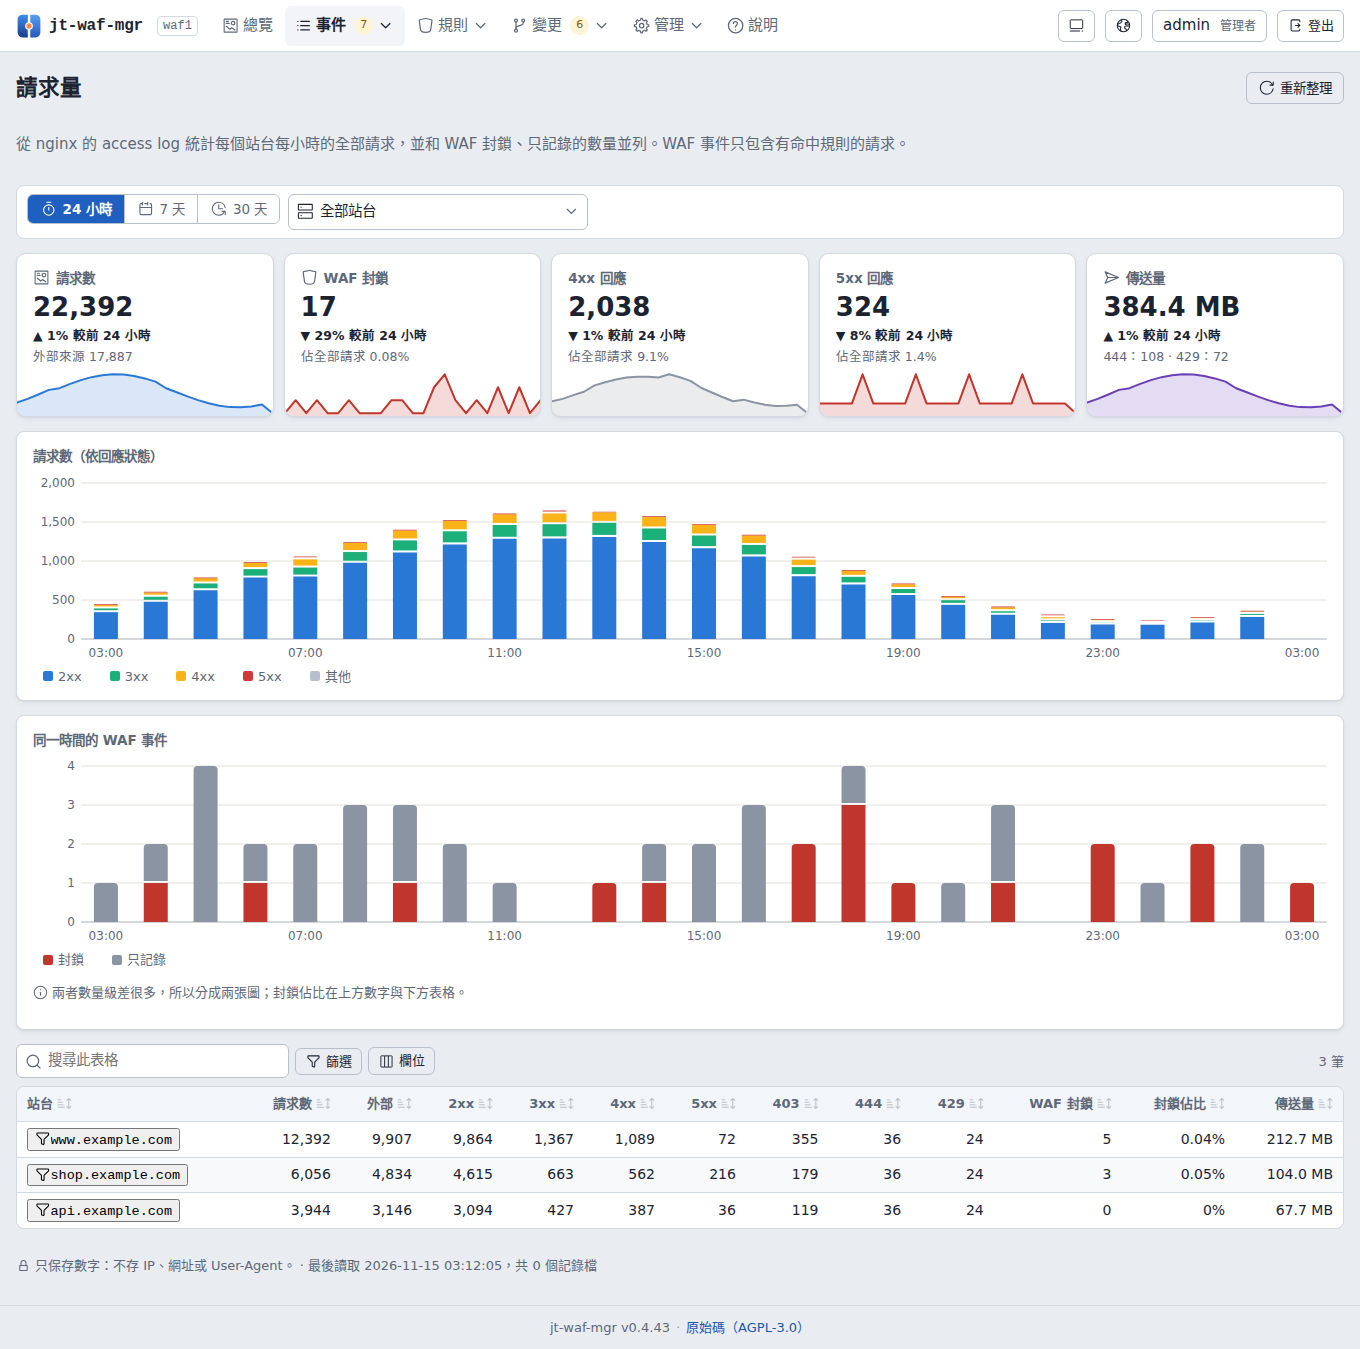 jt-waf-mgr waf1 總覽 事件 7 規則 變更 6 管理 說明 admin 管理者 登出
請求量 重新整理
從 nginx 的 access log 統計每個站台每小時的全部請求，並和 WAF 封鎖、只記錄的數量並列。WAF 事件只包含有命中規則的請求。
24 小時 7 天 30 天 全部站台
請求數
22,392
▲ 1% 較前 24 小時
外部來源 17,887
WAF 封鎖
17
▼ 29% 較前 24 小時
佔全部請求 0.08%
4xx 回應
2,038
▼ 1% 較前 24 小時
佔全部請求 9.1%
5xx 回應
324
▼ 8% 較前 24 小時
佔全部請求 1.4%
傳送量
384.4 MB
▲ 1% 較前 24 小時
444：108 · 429：72
請求數（依回應狀態）
2,000
1,500
1,000
500
0
03:00 07:00 11:00 15:00 19:00 23:00 03:00
2xx 3xx 4xx 5xx 其他
同一時間的 WAF 事件
4
3
2
1
0
03:00 07:00 11:00 15:00 19:00 23:00 03:00
封鎖 只記錄
兩者數量級差很多，所以分成兩張圖；封鎖佔比在上方數字與下方表格。
搜尋此表格 篩選 欄位 3 筆
站台 請求數 外部 2xx 3xx 4xx 5xx 403 444 429 WAF 封鎖 封鎖佔比 傳送量
www.example.com 12,392 9,907 9,864 1,367 1,089 72 355 36 24 5 0.04% 212.7 MB
shop.example.com 6,056 4,834 4,615 663 562 216 179 36 24 3 0.05% 104.0 MB
api.example.com 3,944 3,146 3,094 427 387 36 119 36 24 0 0% 67.7 MB
只保存數字：不存 IP、網址或 User-Agent。 · 最後讀取 2026-11-15 03:12:05，共 0 個記錄檔
jt-waf-mgr v0.4.43 · 原始碼（AGPL-3.0）